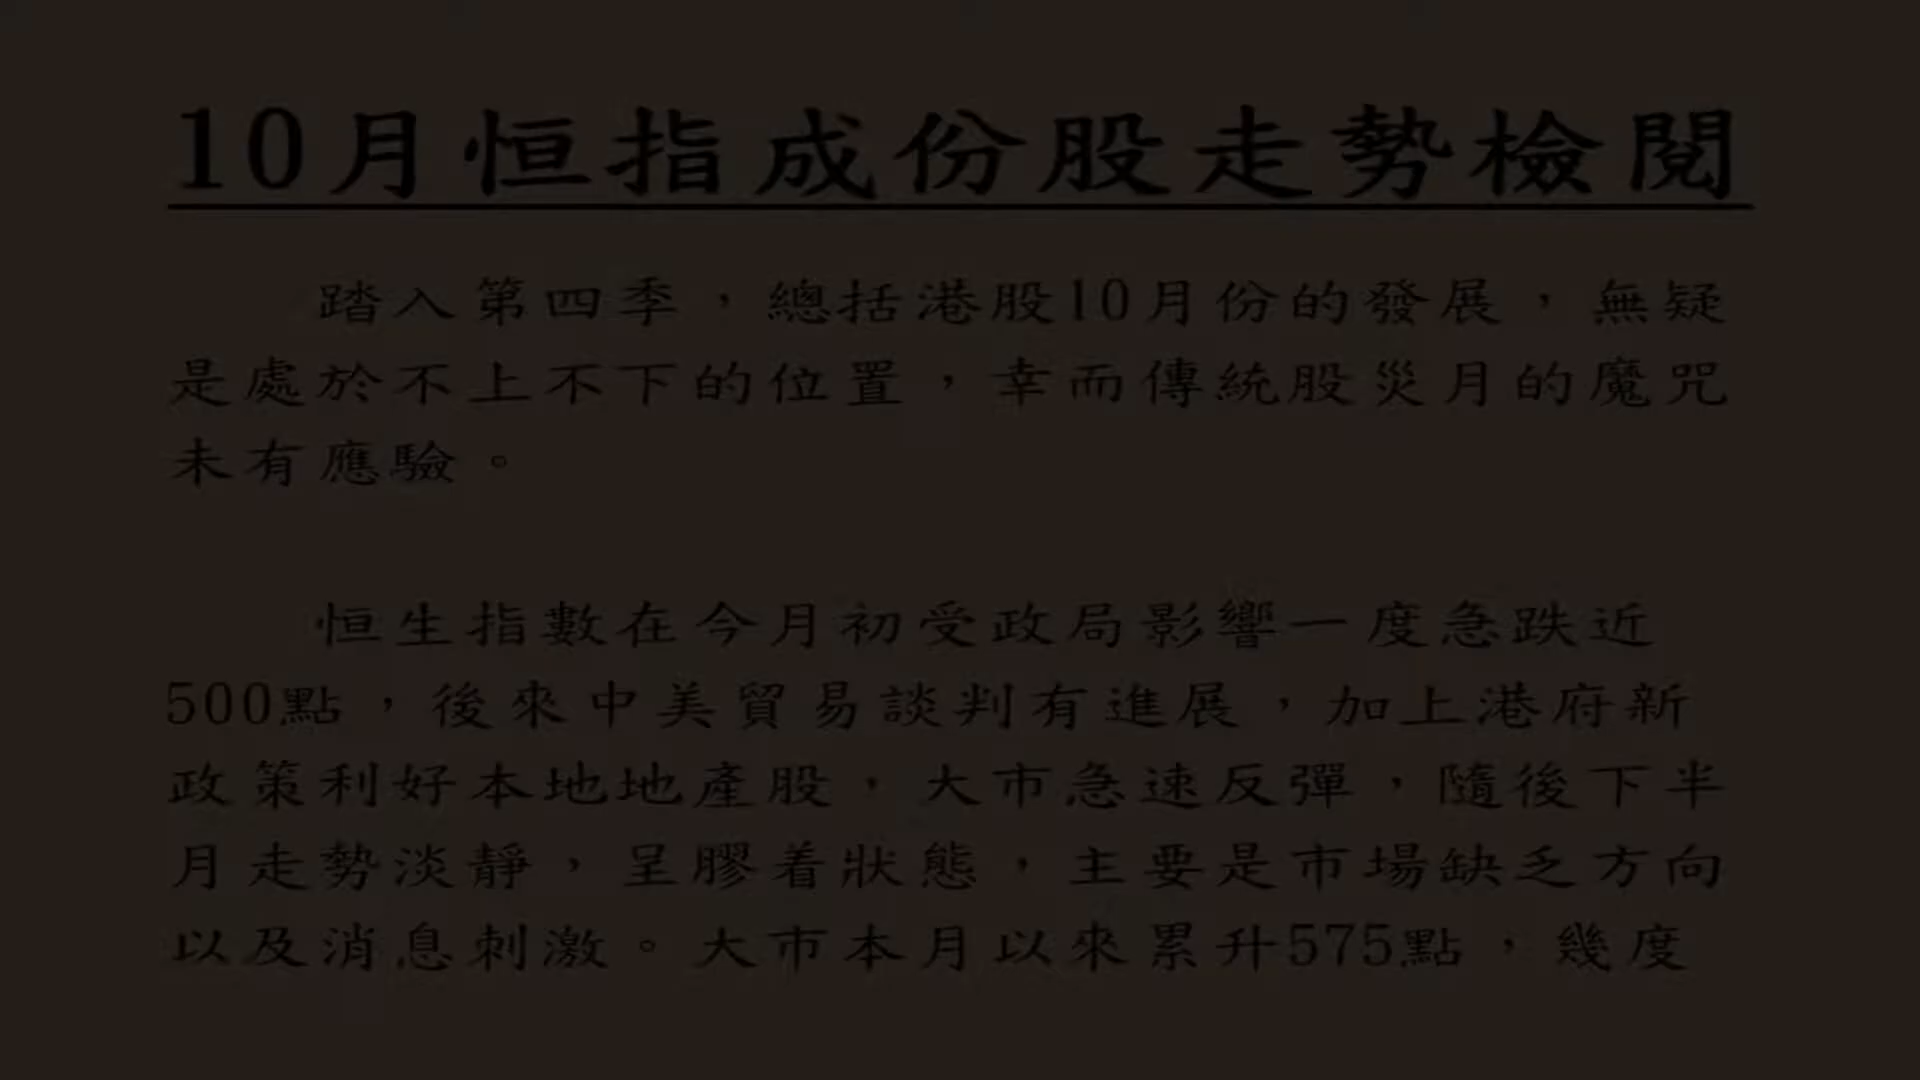 10月恒指成份股走勢檢閱
踏入第四季，總括港股10月份的發展，無疑
是處於不上不下的位置，幸而傳統股災月的魔咒
未有應驗。
恒生指數在今月初受政局影響一度急跌近
500點，後來中美貿易談判有進展，加上港府新
政策利好本地地產股，大市急速反彈，隨後下半
月走勢淡靜，呈膠着狀態，主要是市場缺乏方向
以及消息刺激。大市本月以來累升575點，幾度